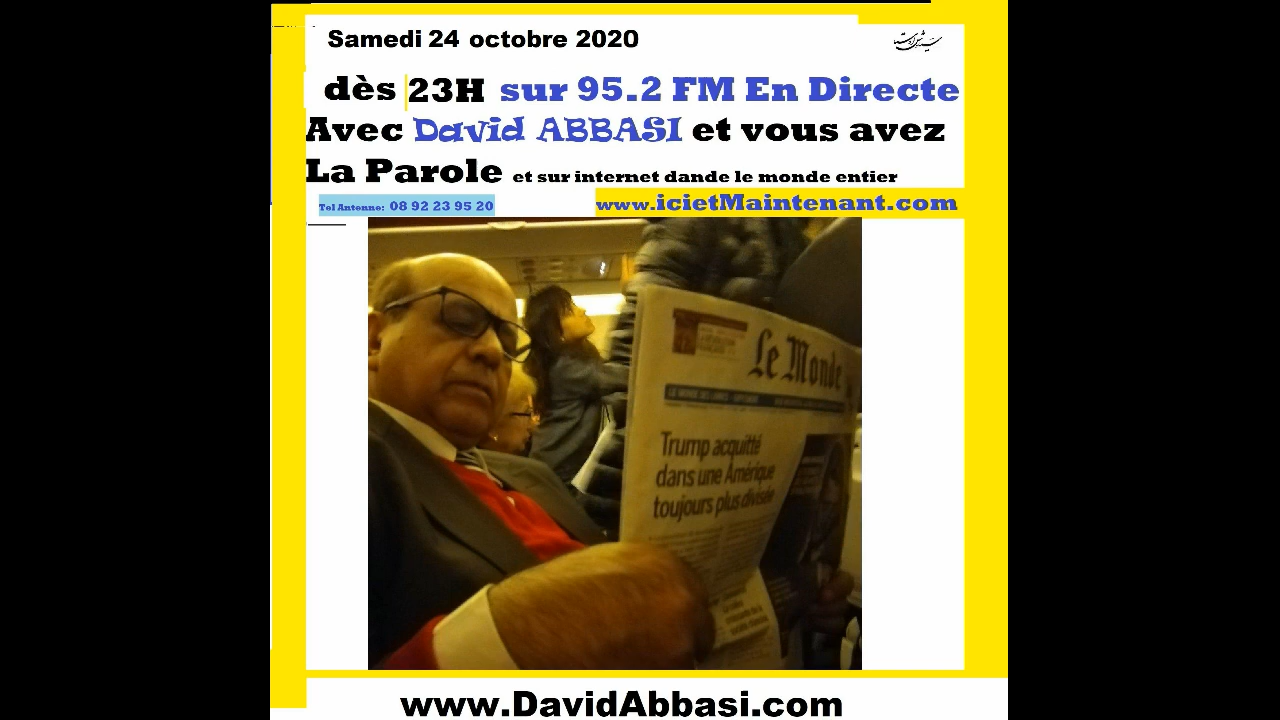 Samedi 24 octobre 2020
dès 23H sur 95.2 FM En Directe
Avec David ABBASI et vous avez
La Parole et sur internet dande le monde entier
Tel Antenne: 08 92 23 95 20
www.icietMaintenant.com
Le Monde
Trump acquitté
dans une Amérique
toujours plus divisée
www.DavidAbbasi.com